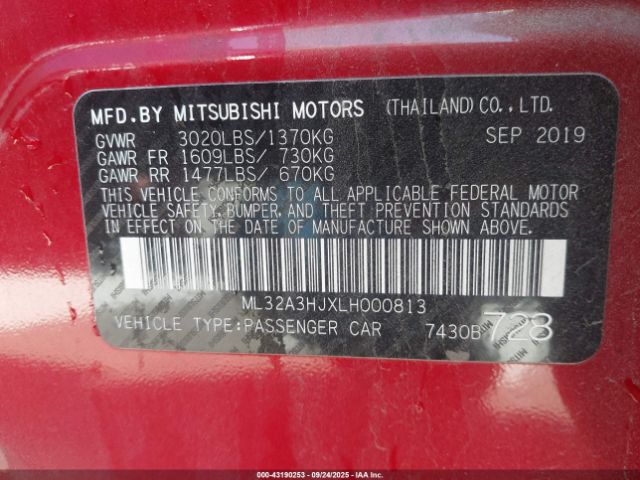 MFD.BY MITSUBISHI MOTORS (THAILAND)CO.,LTD.
GVWR 3020LBS/1370KG SEP 2019
GAWR FR 1609LBS/ 730KG
GAWR RR 1477LBS/ 670KG
THIS VEHICLE CONFORMS TO ALL APPLICABLE FEDERAL MOTOR
VEHICLE SAFETY, BUMPER, AND THEFT PREVENTION STANDARDS
IN EFFECT ON THE DATE OF MANUFACTURE SHOWN ABOVE.
ML32A3HJXLH000813
VEHICLE TYPE:PASSENGER CAR 7430B 728
000-43190253 09/24/2025 Copyright IAA, Inc.